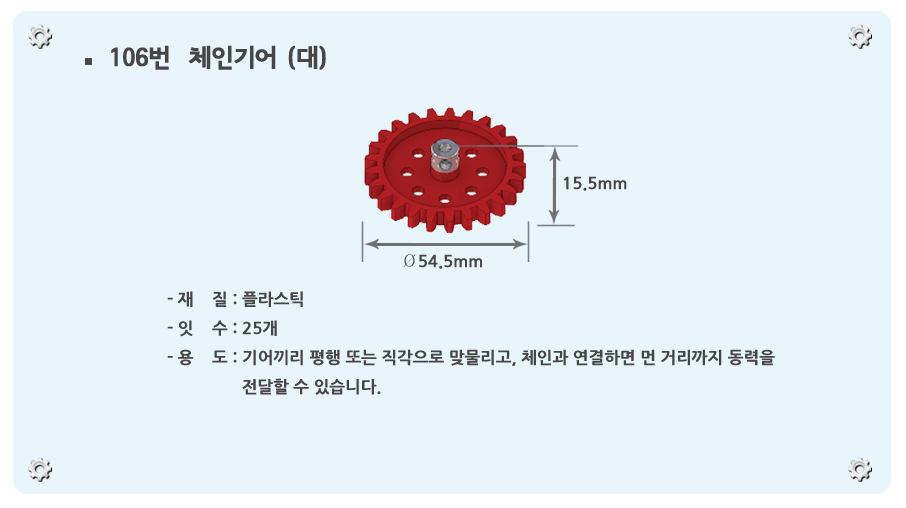 ▪ 106번 체인기어 (대)
15.5mm
Ø54.5mm
- 재 질 : 플라스틱
- 잇 수 : 25개
- 용 도 : 기어끼리 평행 또는 직각으로 맞물리고, 체인과 연결하면 먼 거리까지 동력을
전달할 수 있습니다.